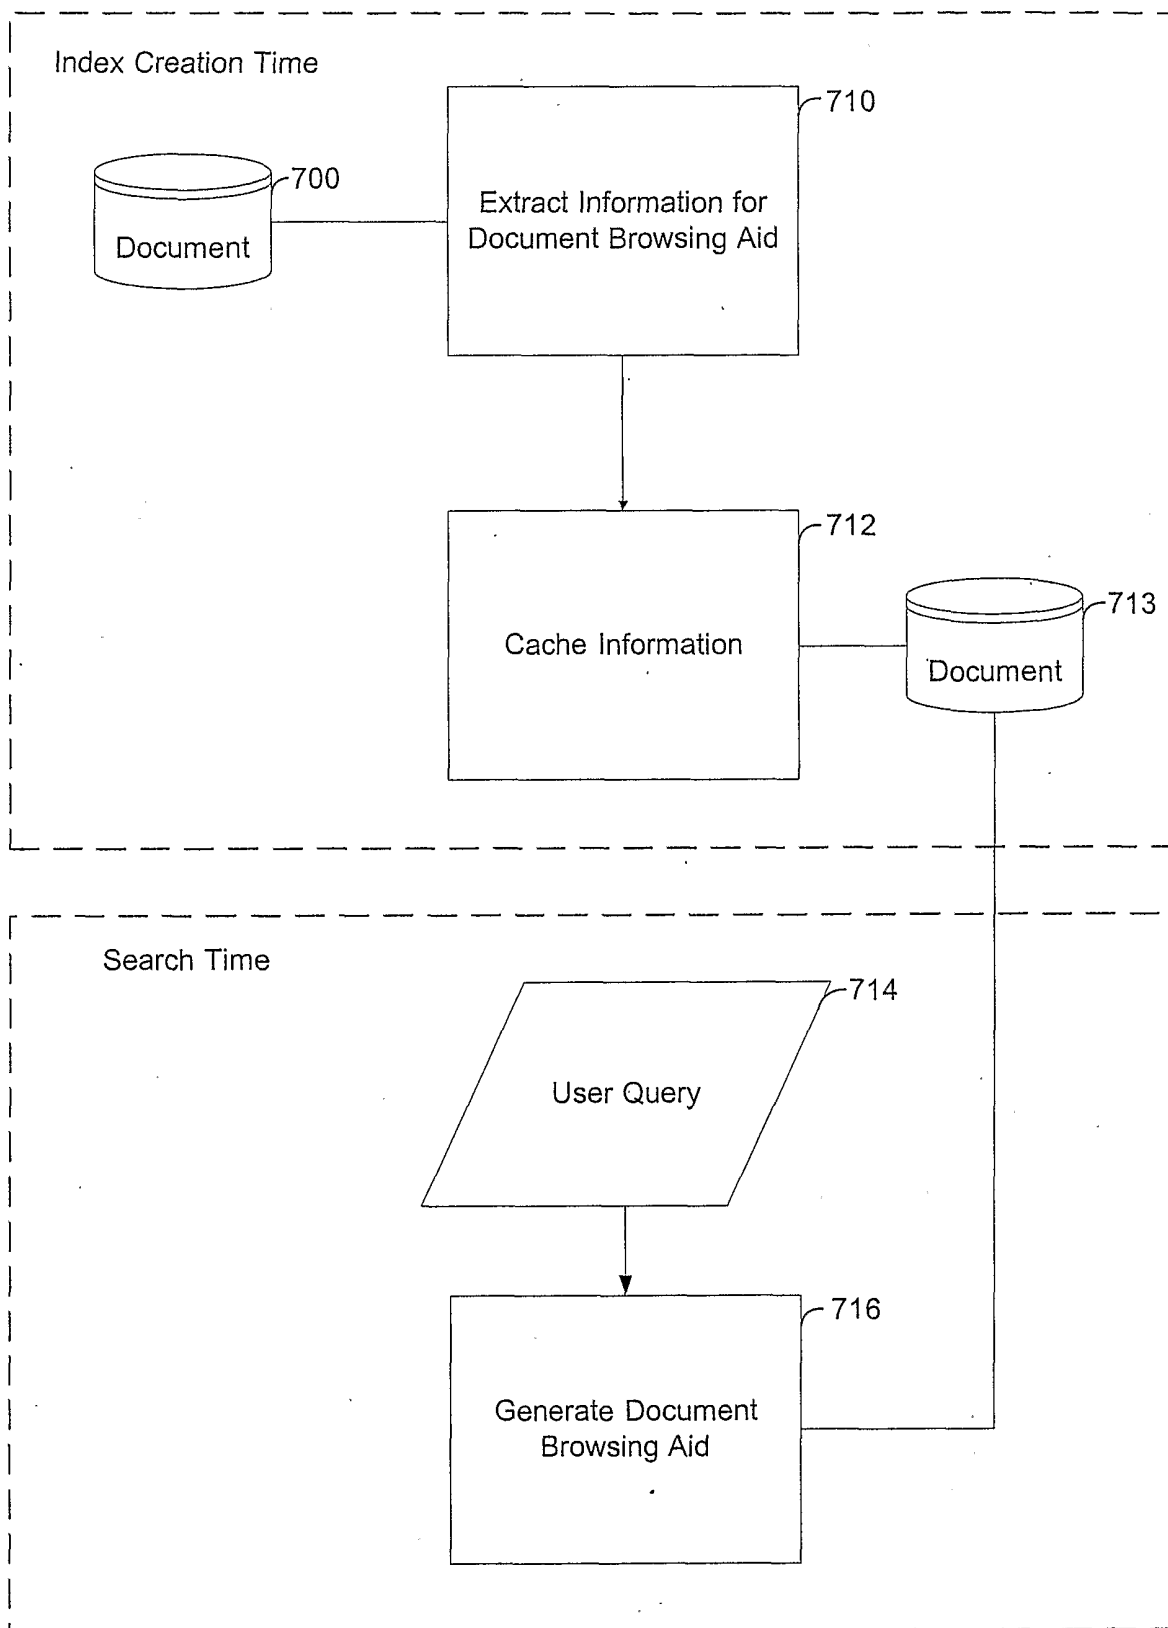 Index Creation Time
710
700
Extract Information for
Document Browsing Aid
Document
712
713
Cache Information
Document
Search Time
714
User Query
716
Generate Document
Browsing Aid